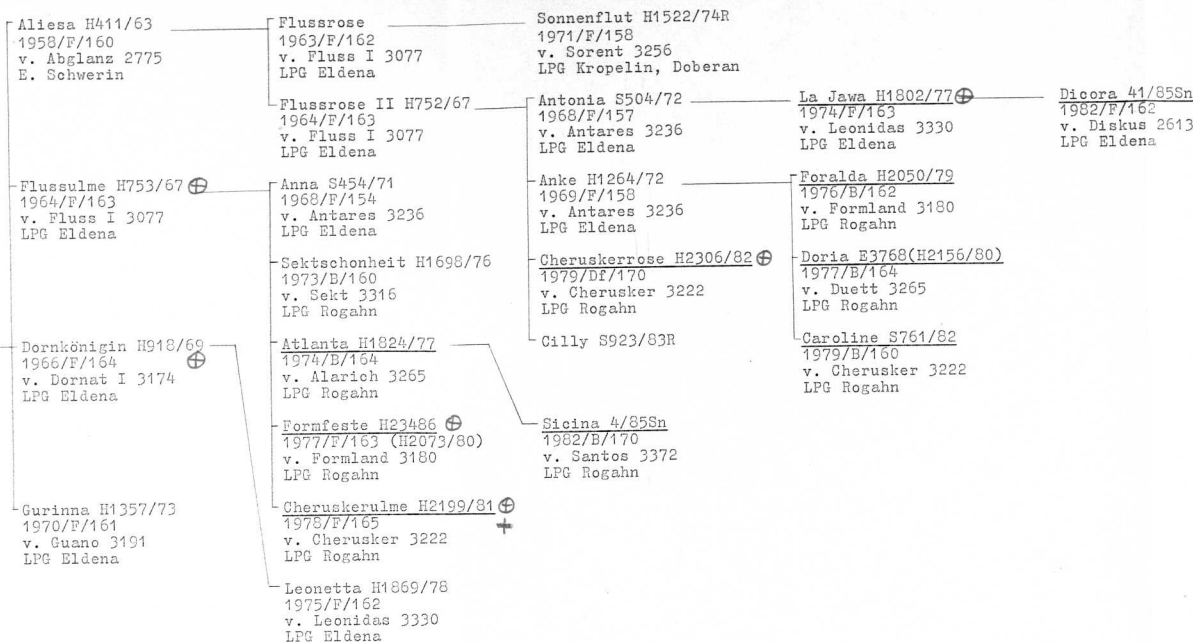 Aliesa H411/63
1958/F/160
v. Abglanz 2775
E. Schwerin
Flussulme H753/67
1964/F/163
v. Fluss I 3077
LPG Eldena
Dornkönigin H918/69
1966/F/164
v. Dornat I 3174
LPG Eldena
Gurinna H1357/73
1970/F/161
v. Guano 3191
LPG Eldena
Flussrose
1963/F/162
v. Fluss I 3077
LPG Eldena
Flussrose II H752/67
1964/F/163
v. Fluss I 3077
LPG Eldena
Anna S454/71
1968/F/154
v. Antares 3236
LPG Eldena
Sektschonheit H1698/76
1973/B/160
v. Sekt 3316
LPG Rogahn
Atlanta H1824/77
1974/B/164
v. Alarich 3265
LPG Rogahn
Formfeste H23486
1977/F/163 (H2073/80)
v. Formland 3180
LPG Rogahn
Cheruskerulme H2199/81
1978/F/165
v. Cherusker 3222
LPG Rogahn
Leonetta H1869/78
1975/F/162
v. Leonidas 3330
LPG Eldena
Sonnenflut H1522/74R
1971/F/158
v. Sorent 3256
LPG Kropelin, Doberan
Antonia S504/72
1968/F/157
v. Antares 3236
LPG Eldena
Anke H1264/72
1969/F/158
v. Antares 3236
LPG Eldena
Cheruskerrose H2306/82
1979/Df/170
v. Cherusker 3222
LPG Rogahn
Cilly S923/83R
Sicina 4/85Sn
1982/B/170
v. Santos 3372
LPG Rogahn
La Jawa H1802/77
1974/F/163
v. Leonidas 3330
LPG Eldena
Foralda H2050/79
1976/B/162
v. Formland 3180
LPG Rogahn
Doria E3768(H2156/80)
1977/B/164
v. Duett 3265
LPG Rogahn
Caroline S761/82
1979/B/160
v. Cherusker 3222
LPG Rogahn
Dicora 41/85Sn
1982/F/162
v. Diskus 2613
LPG Eldena